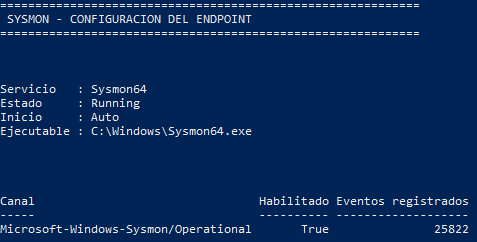 ============================================================
SYSMON - CONFIGURACION DEL ENDPOINT
============================================================
Servicio   : Sysmon64
Estado     : Running
Inicio     : Auto
Ejecutable : C:\Windows\Sysmon64.exe
Canal                                Habilitado Eventos registrados
-----                                ---------- -------------------
Microsoft-Windows-Sysmon/Operational       True               25822